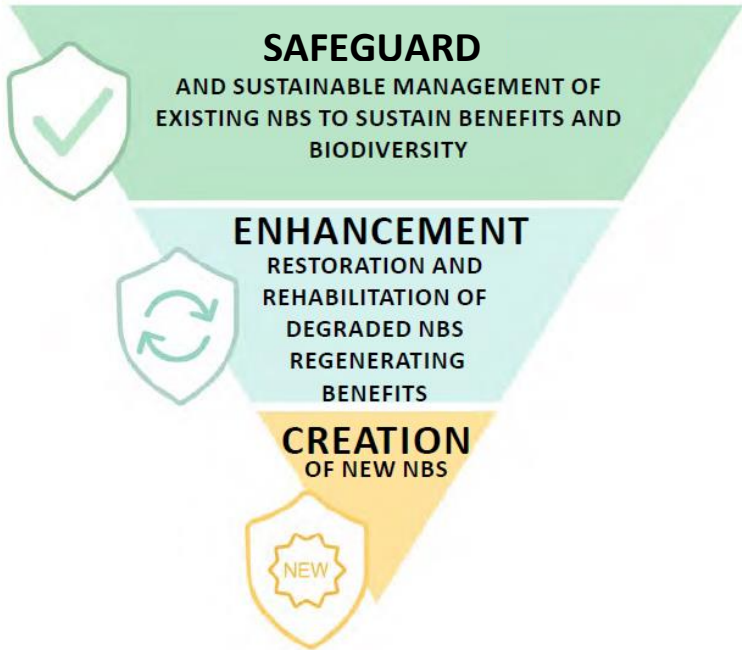 SAFEGUARD
AND SUSTAINABLE MANAGEMENT OF
EXISTING NBS TO SUSTAIN BENEFITS AND
BIODIVERSITY
ENHANCEMENT
RESTORATION AND
REHABILITATION OF
DEGRADED NBS
REGENERATING
BENEFITS
CREATION
OF NEW NBS
NEW